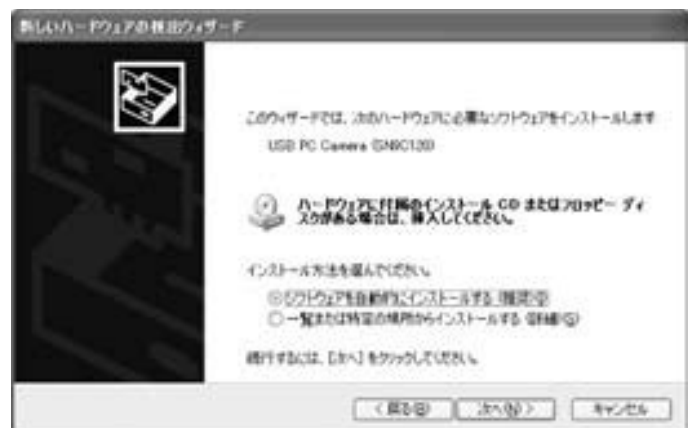 新しいハードウェアの検出ウィザード
このウィザードでは、次のハードウェアに必要なソフトウェアをインストールします
USB PC Camera (SN9C120)
ハードウェアに付属のインストール CD またはフロッピー ディ
スクがある場合は、挿入してください。
インストール方法を選んでください。
ソフトウェアを自動的にインストールする (推奨)(I)
一覧または特定の場所からインストールする (詳細)(S)
続行するには、[次へ] をクリックしてください。
< 戻る(B)
次へ(N) >
キャンセル